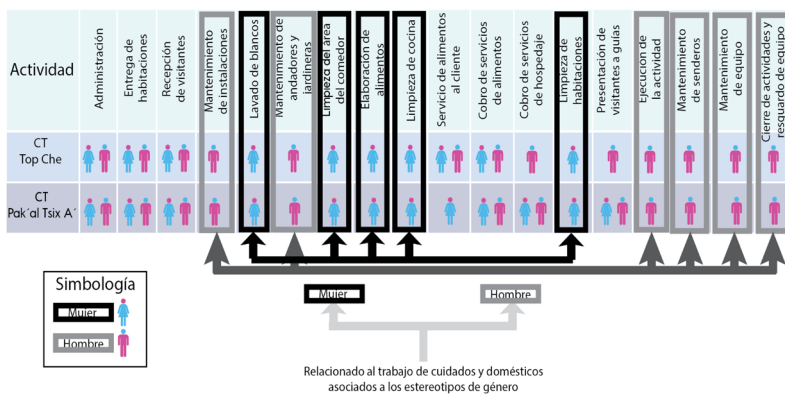 Actividad
Administración
Entrega de
habitaciones
Recepción
de visitantes
Mantenimiento
de instalaciones
Lavado de blancos
Mantenimiento de
andadores y
jardineras
Limpieza del área
del comedor
Elaboración de
alimentos
Limpieza de cocina
Servicio de alimentos
al cliente
Cobro de servicios
de alimentos
Cobro de servicios
de hospedaje
Limpieza de
habitaciones
Presentación de
visitantes a guías
Ejecucion de
la actividad
Mantenimiento
de senderos
Mantenimiento
de equipo
Cierre de actividades y
resguardo de equipo
CT
Top Che
CT
Pak´al Tsix A´
Simbología
Mujer
Hombre
Mujer
Hombre
Relacionado al trabajo de cuidados y domésticos
asociados a los estereotipos de género